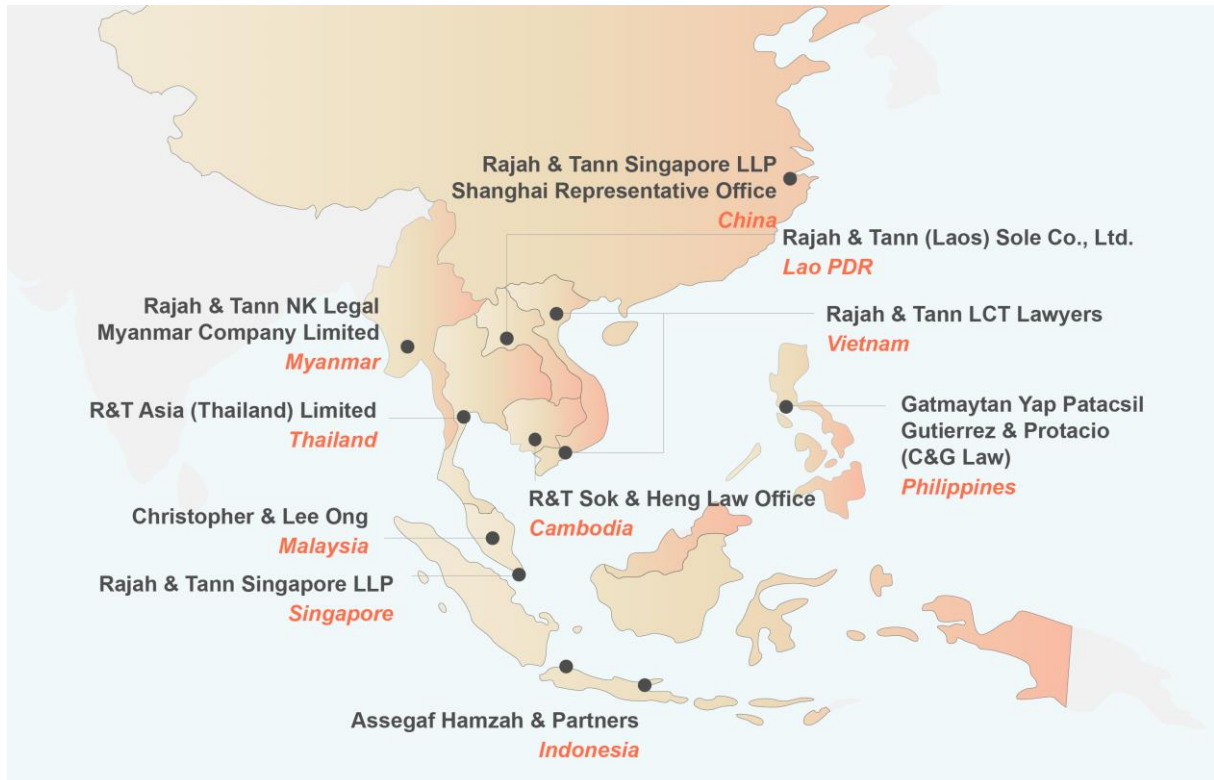 Rajah & Tann Singapore LLP
Shanghai Representative Office
China
Rajah & Tann (Laos) Sole Co., Ltd.
Lao PDR
Rajah & Tann NK Legal
Myanmar Company Limited
Myanmar
Rajah & Tann LCT Lawyers
Vietnam
R&T Asia (Thailand) Limited
Thailand
Gatmaytan Yap Patacsil
Gutierrez & Protacio
(C&G Law)
Philippines
R&T Sok & Heng Law Office
Cambodia
Christopher & Lee Ong
Malaysia
Rajah & Tann Singapore LLP
Singapore
Assegaf Hamzah & Partners
Indonesia